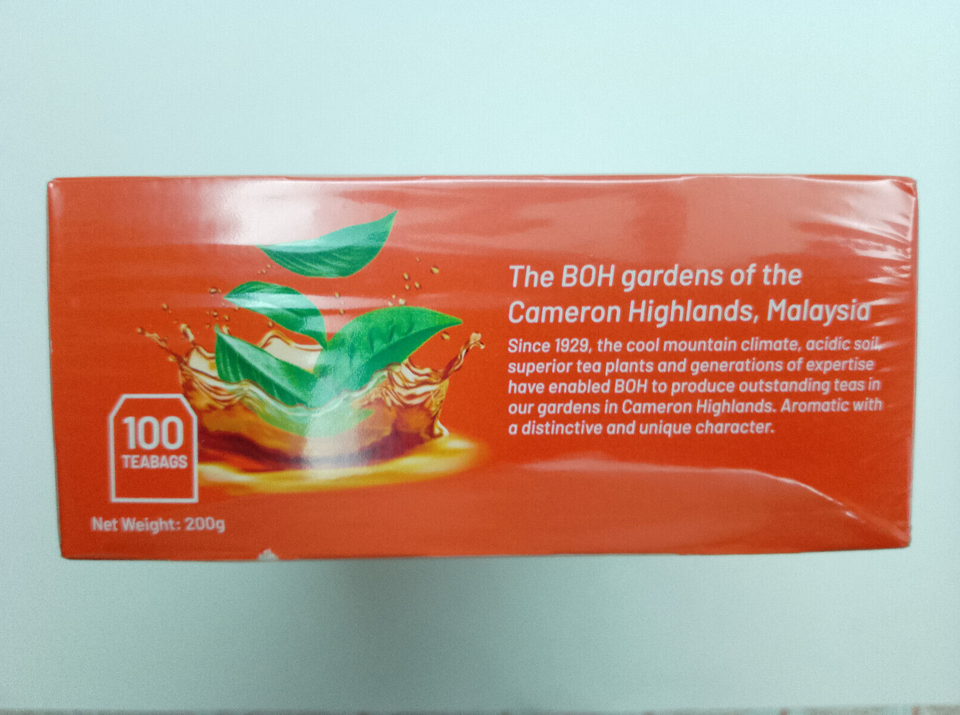 The BOH gardens of the
Cameron Highlands, Malaysia
Since 1929, the cool mountain climate, acidic soil,
superior tea plants and generations of expertise
have enabled BOH to produce outstanding teas in
our gardens in Cameron Highlands. Aromatic with
a distinctive and unique character.
100
TEABAGS
Net Weight: 200g